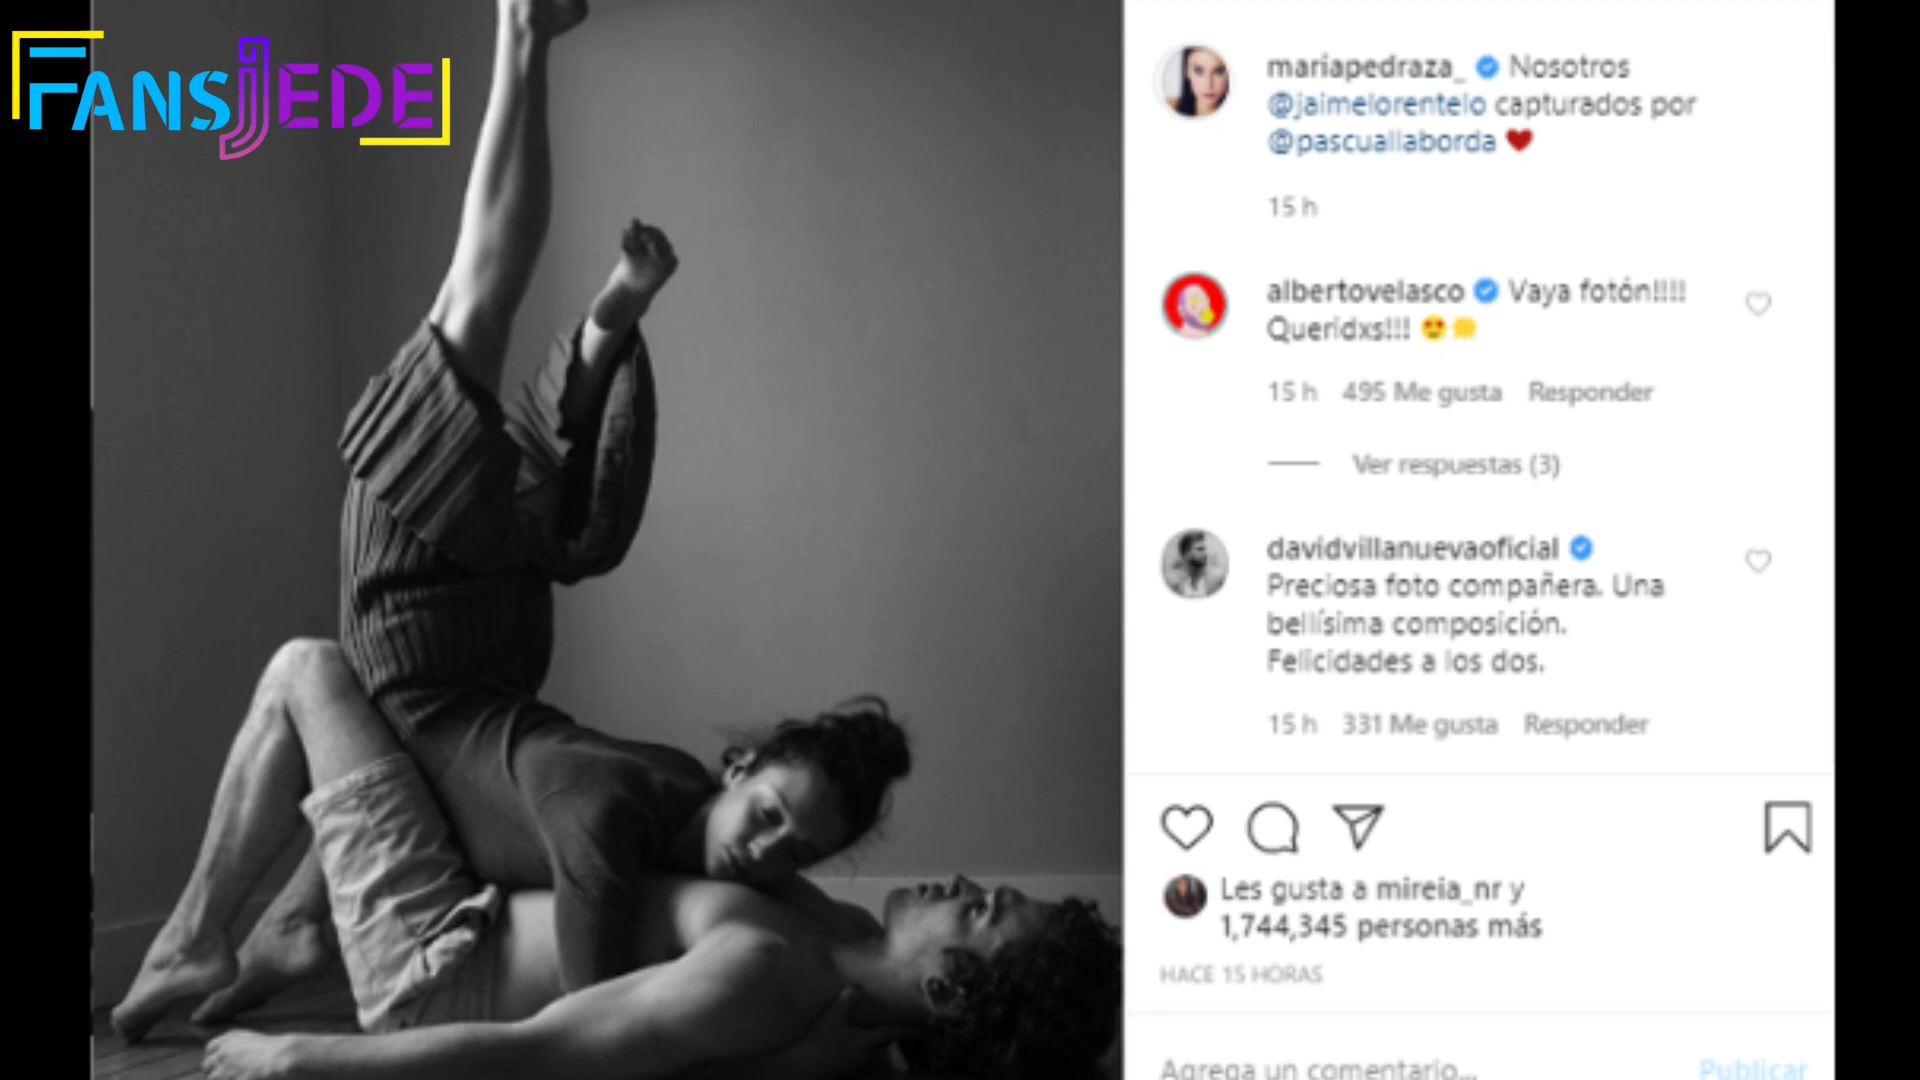 FANSJEDE
mariapedraza_ Nosotros
@jaimelorentelo capturados por
@pascuallaborda
15 h
albertovelasco Vaya fotón!!!!
Queridxs!!!
15 h 495 Me gusta Responder
Ver respuestas (3)
davidvillanuevaoficial
Preciosa foto compañera. Una
bellísima composición.
Felicidades a los dos.
15 h 331 Me gusta Responder
Les gusta a mireia_nr y
1,744,345 personas más
HACE 15 HORAS
Agrega un comentario... Publicar